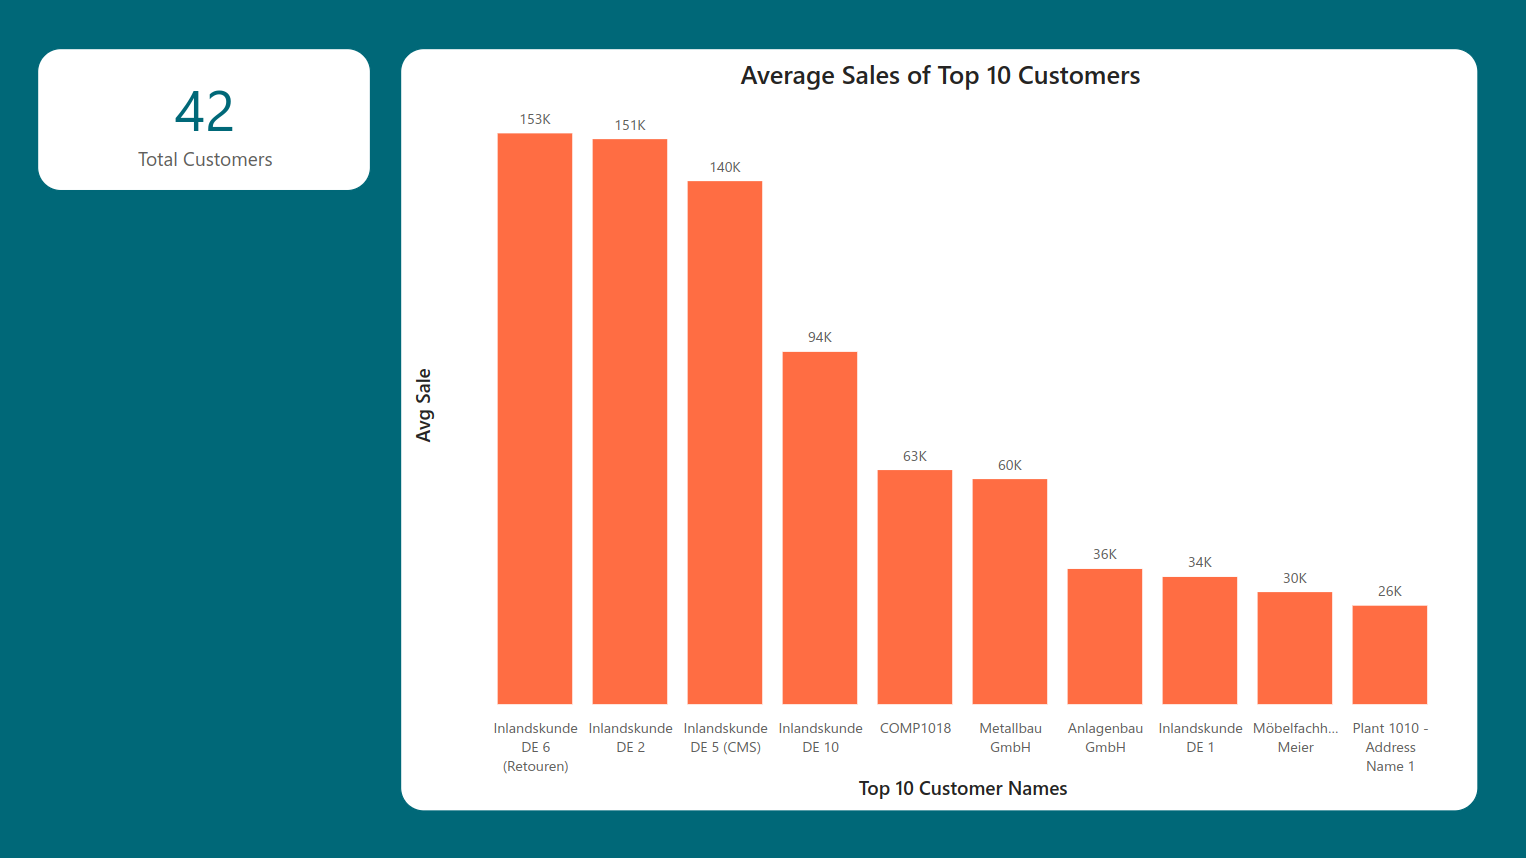 42
Total Customers
Average Sales of Top 10 Customers
153K
151K
140K
94K
63K
60K
36K
34K
30K
26K
Avg Sale
Inlandskunde
DE 6
(Retouren)
Inlandskunde
DE 2
Inlandskunde
DE 5 (CMS)
Inlandskunde
DE 10
COMP1018
Metallbau
GmbH
Anlagenbau
GmbH
Inlandskunde
DE 1
Möbelfachh...
Meier
Plant 1010 -
Address
Name 1
Top 10 Customer Names